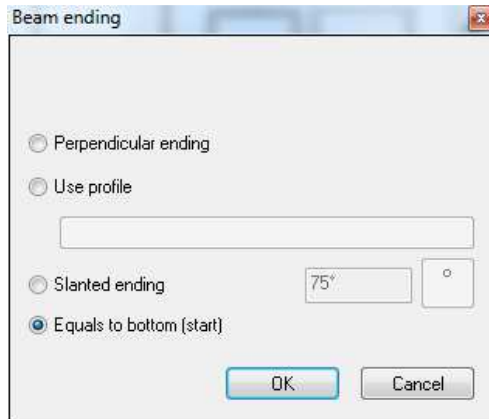 Beam ending
Perpendicular ending
Use profile
Slanted ending 75° °
Equals to bottom (start)
OK Cancel